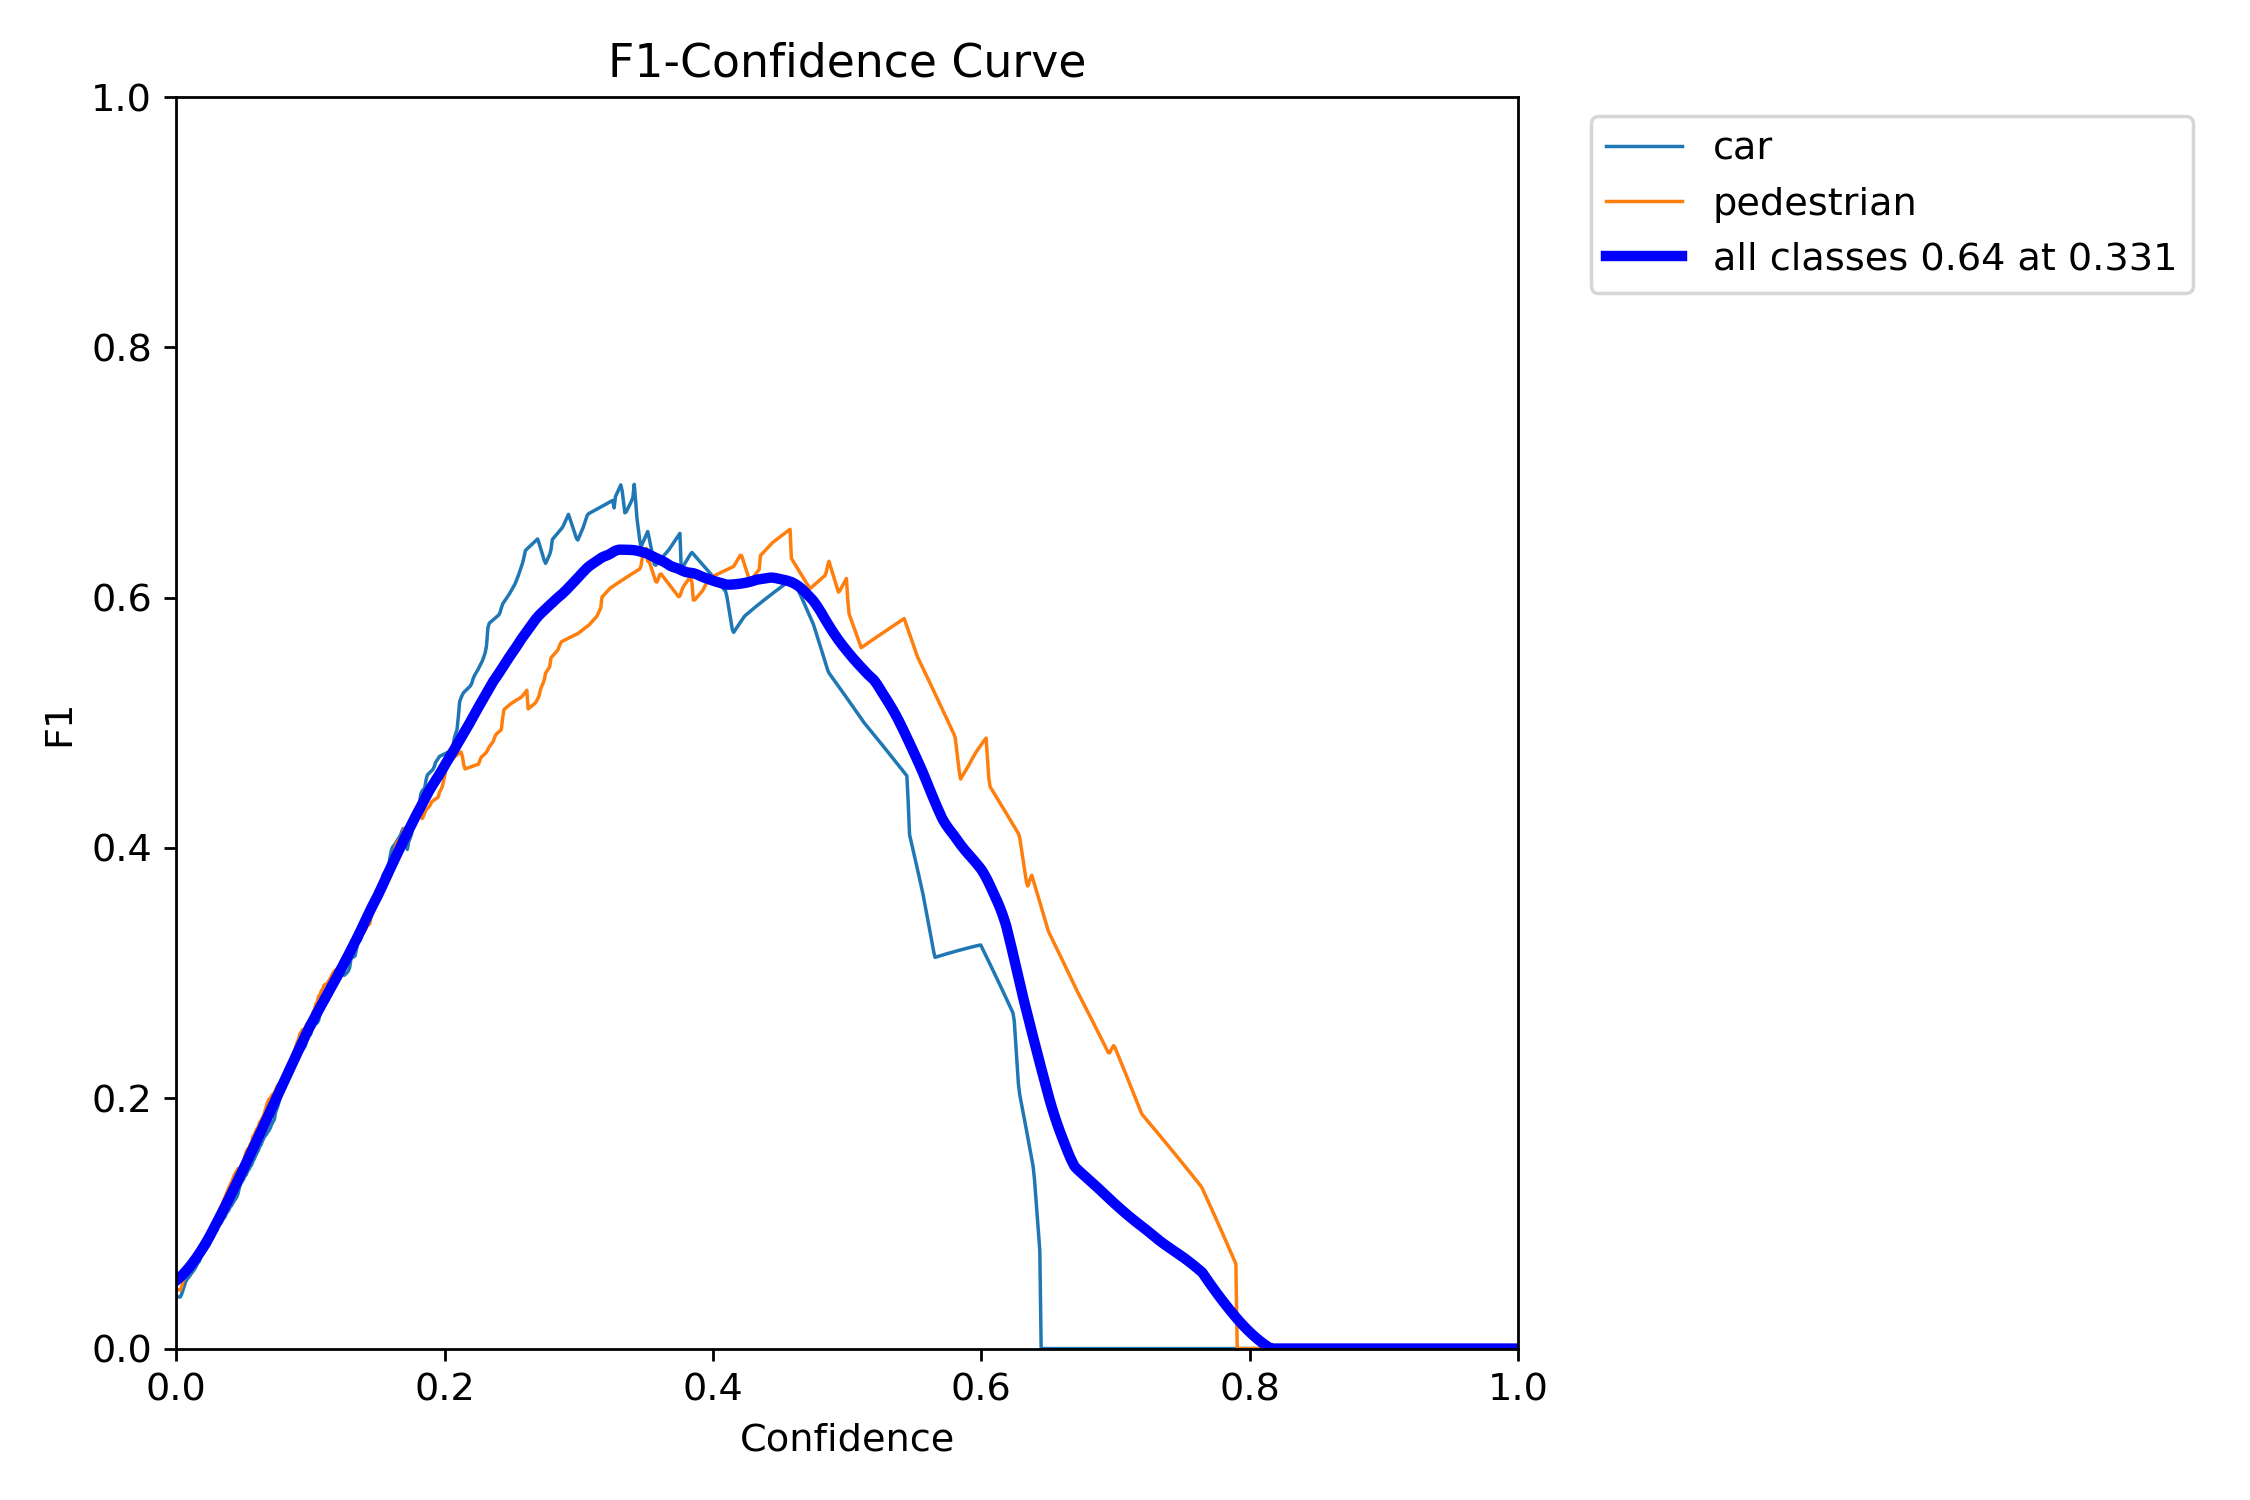 F1-Confidence Curve
1.0
0.8
0.6
0.4
0.2
0.0
F1
0.0 0.2 0.4 0.6 0.8 1.0
Confidence
car
pedestrian
all classes 0.64 at 0.331